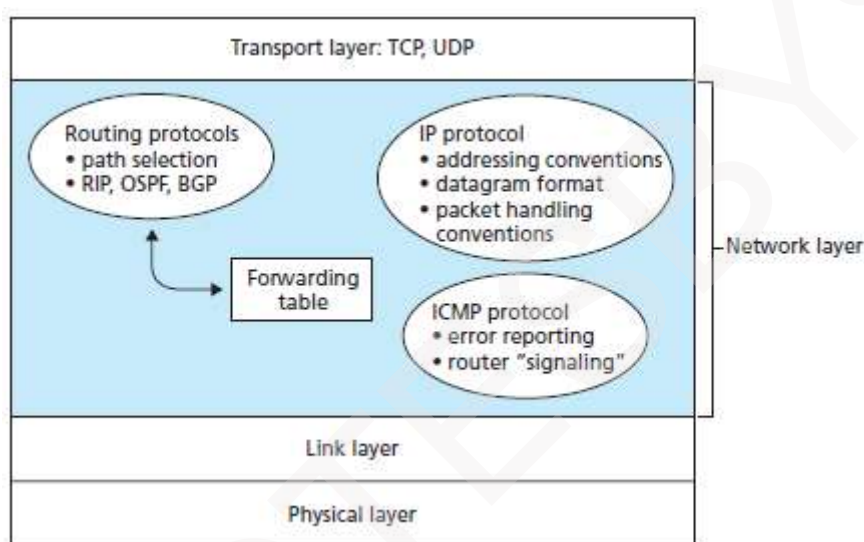 Transport layer: TCP, UDP
Routing protocols
• path selection
• RIP, OSPF, BGP
IP protocol
• addressing conventions
• datagram format
• packet handling
conventions
Network layer
Forwarding
table
ICMP protocol
• error reporting
• router “signaling”
Link layer
Physical layer